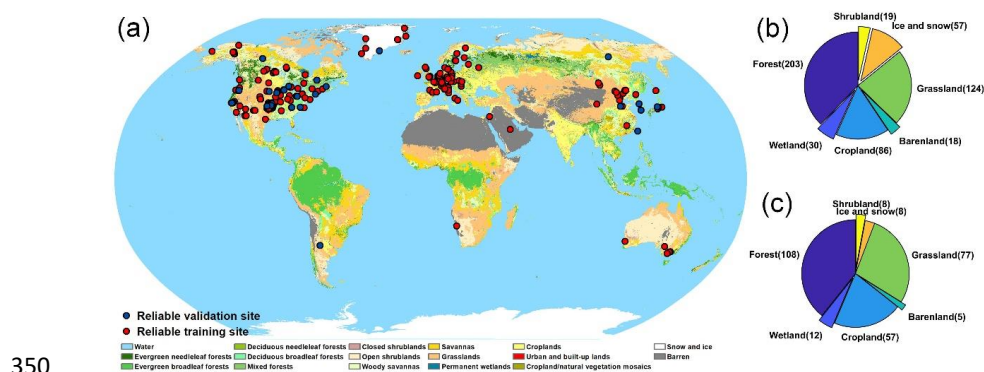 (a)
Reliable validation site
Reliable training site
Water
Evergreen needleleaf forests
Evergreen broadleaf forests
Deciduous needleleaf forests
Deciduous broadleaf forests
Mixed forests
Closed shrublands
Open shrublands
Woody savannas
Savannas
Grasslands
Permanent wetlands
Croplands
Urban and built-up lands
Cropland/natural vegetation mosaics
Snow and ice
Barren
(b)
Shrubland(19)
Ice and snow(57)
Forest(203)
Grassland(124)
Barenland(18)
Wetland(30)
Cropland(86)
(c)
Shrubland(8)
Ice and snow(8)
Forest(108)
Grassland(77)
Barenland(5)
Wetland(12)
Cropland(57)
350